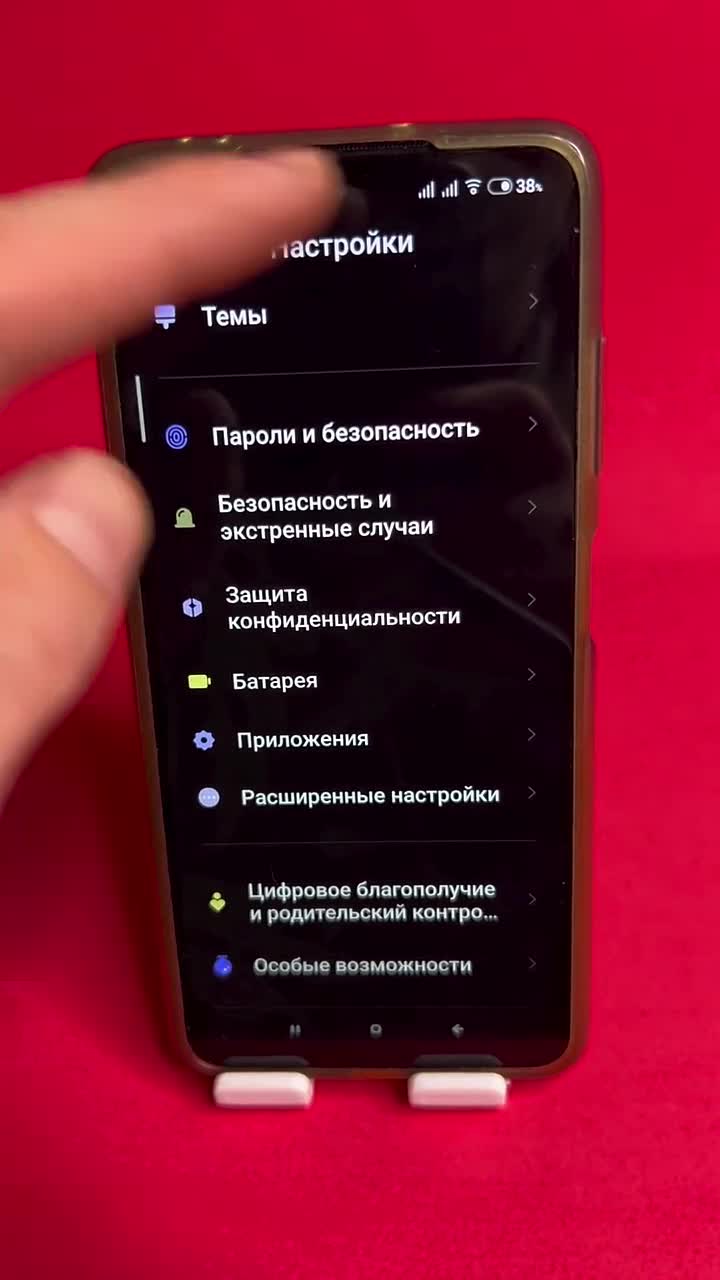 38%
Настройки
Темы
Пароли и безопасность
Безопасность и
экстренные случаи
Защита
конфиденциальности
Батарея
Приложения
Расширенные настройки
Цифровое благополучие
и родительский контро...
Особые возможности